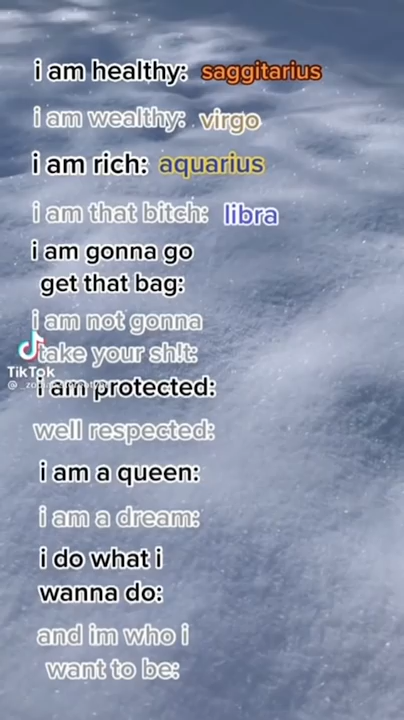 i am healthy: saggitarius
i am wealthy: virgo
i am rich: aquarius
i am that bitch: libra
i am gonna go
get that bag:
i am not gonna
take your sh!t:
TikTok
i am protected:
well respected:
i am a queen:
i am a dream:
i do what i
wanna do:
and im who i
want to be: